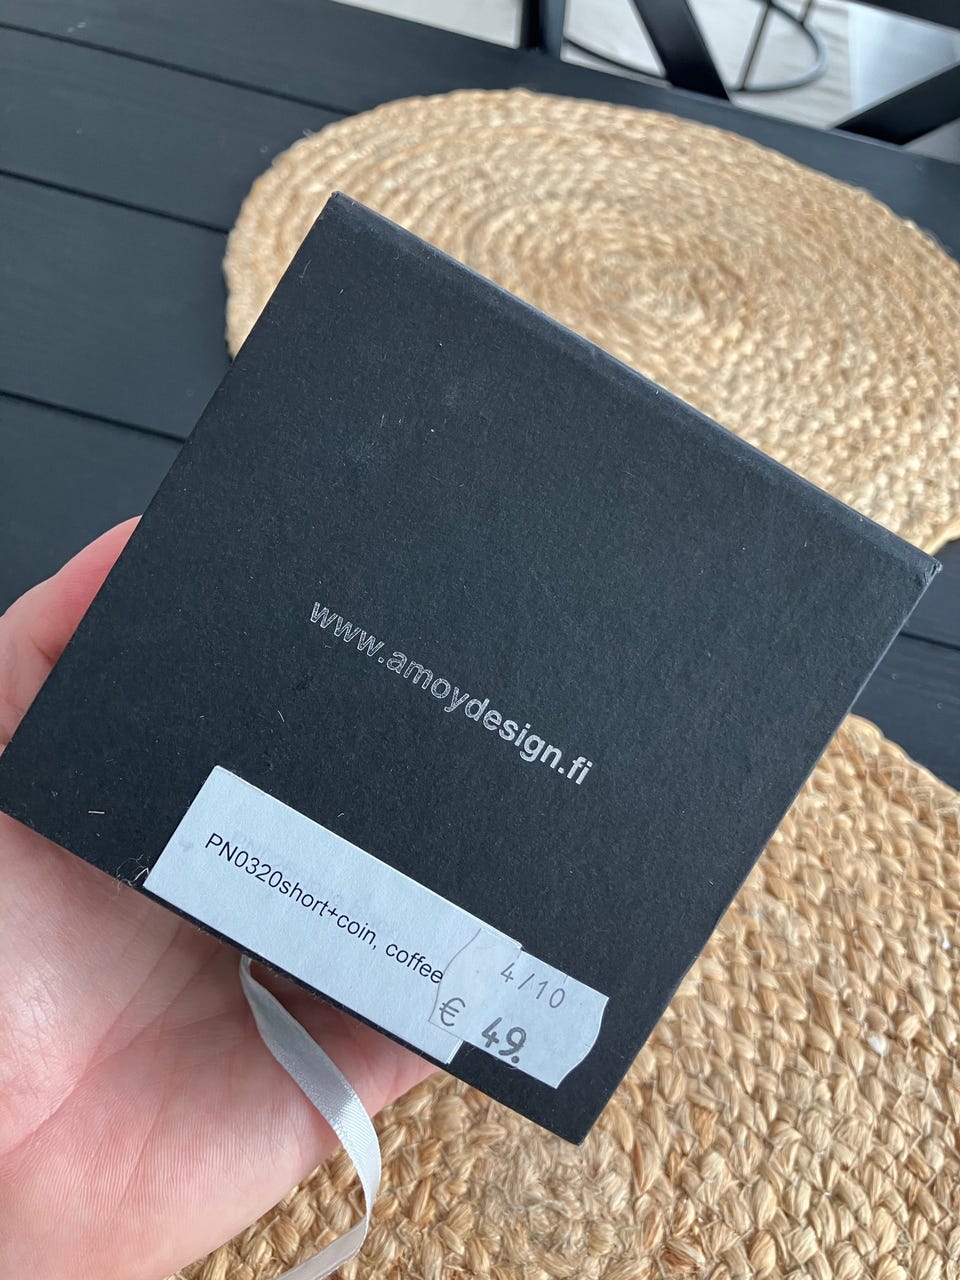 www.amoydesign.fi
PN0320short+coin, coffee
4/10
€ 49.